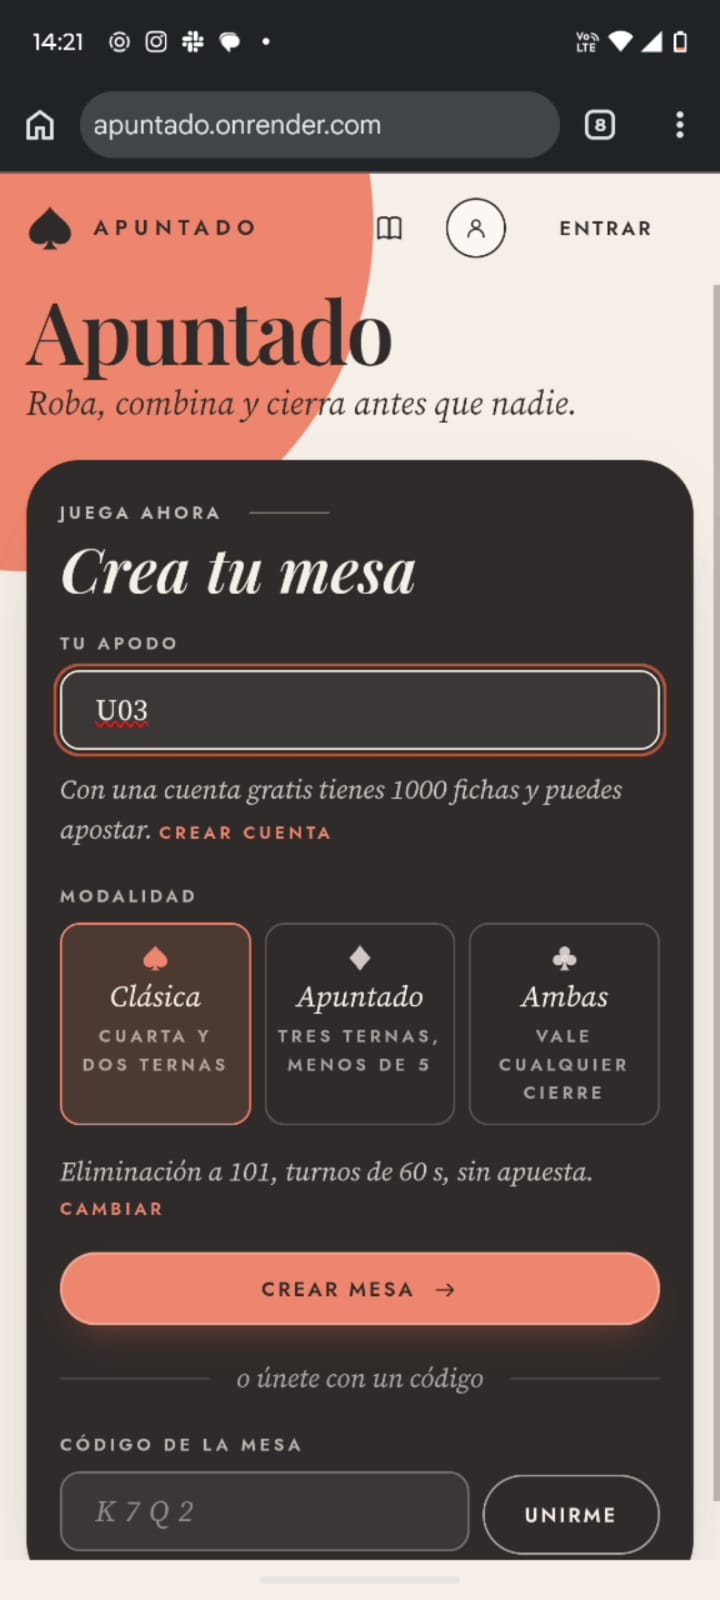 14:21
Vo LTE
apuntado.onrender.com
8
APUNTADO
ENTRAR
Apuntado
Roba, combina y cierra antes que nadie.
JUEGA AHORA
Crea tu mesa
TU APODO
U03
Con una cuenta gratis tienes 1000 fichas y puedes
apostar. CREAR CUENTA
MODALIDAD
Clásica
CUARTA Y
DOS TERNAS
Apuntado
TRES TERNAS,
MENOS DE 5
Ambas
VALE
CUALQUIER
CIERRE
Eliminación a 101, turnos de 60 s, sin apuesta.
CAMBIAR
CREAR MESA →
o únete con un código
CÓDIGO DE LA MESA
K7Q2
UNIRME